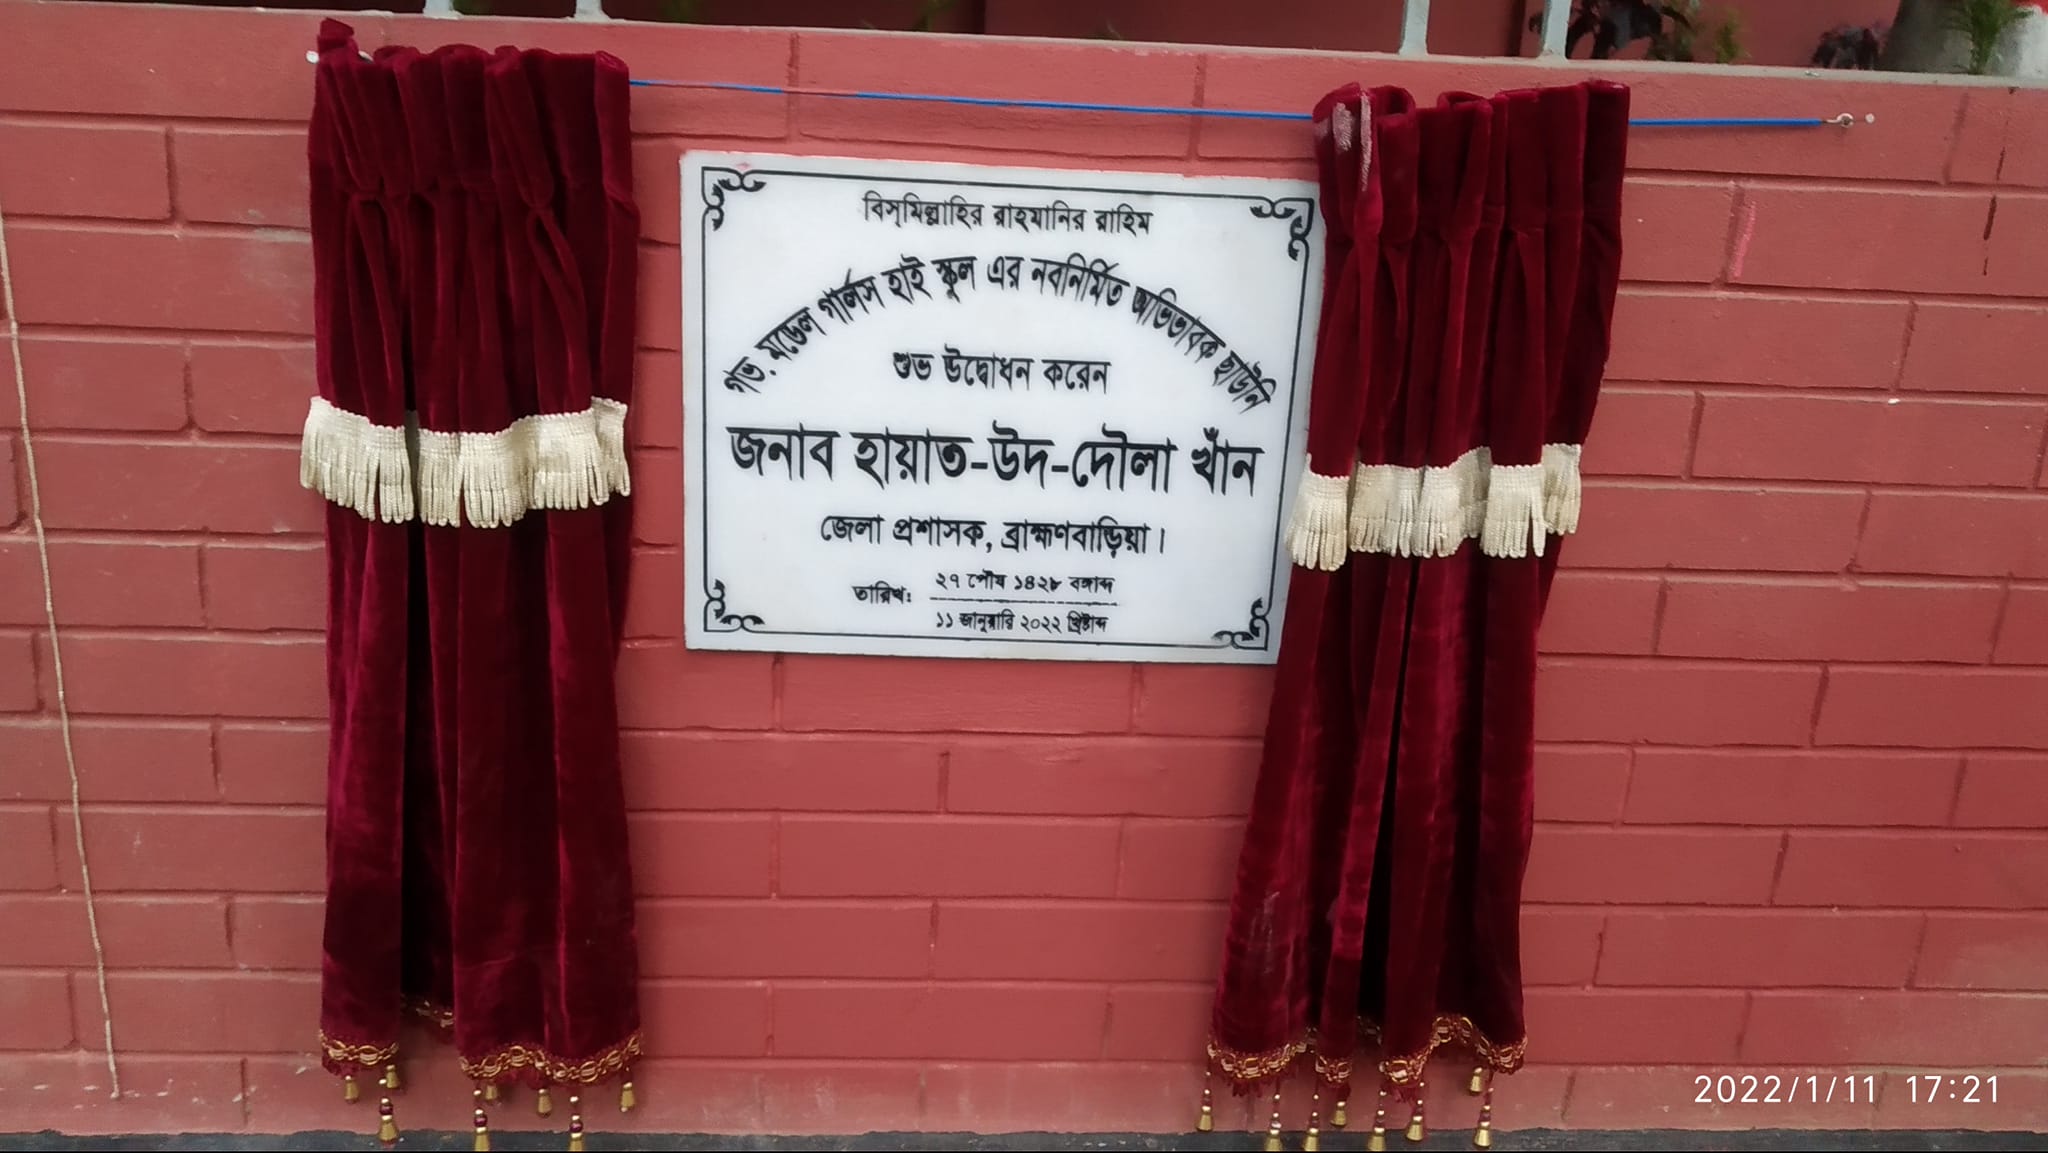 বিস্‌মিল্লাহির রাহমানির রাহিম
গভ. মডেল গার্লস হাই স্কুল এর নবনির্মিত অভিভাবক ছাউনি
শুভ উদ্বোধন করেন
জনাব হায়াত-উদ-দৌলা খাঁন
জেলা প্রশাসক, ব্রাহ্মণবাড়িয়া।
তারিখ: ২৭ পৌষ ১৪২৮ বঙ্গাব্দ
১১ জানুয়ারি ২০২২ খ্রিষ্টাব্দ
2022/1/11 17:21